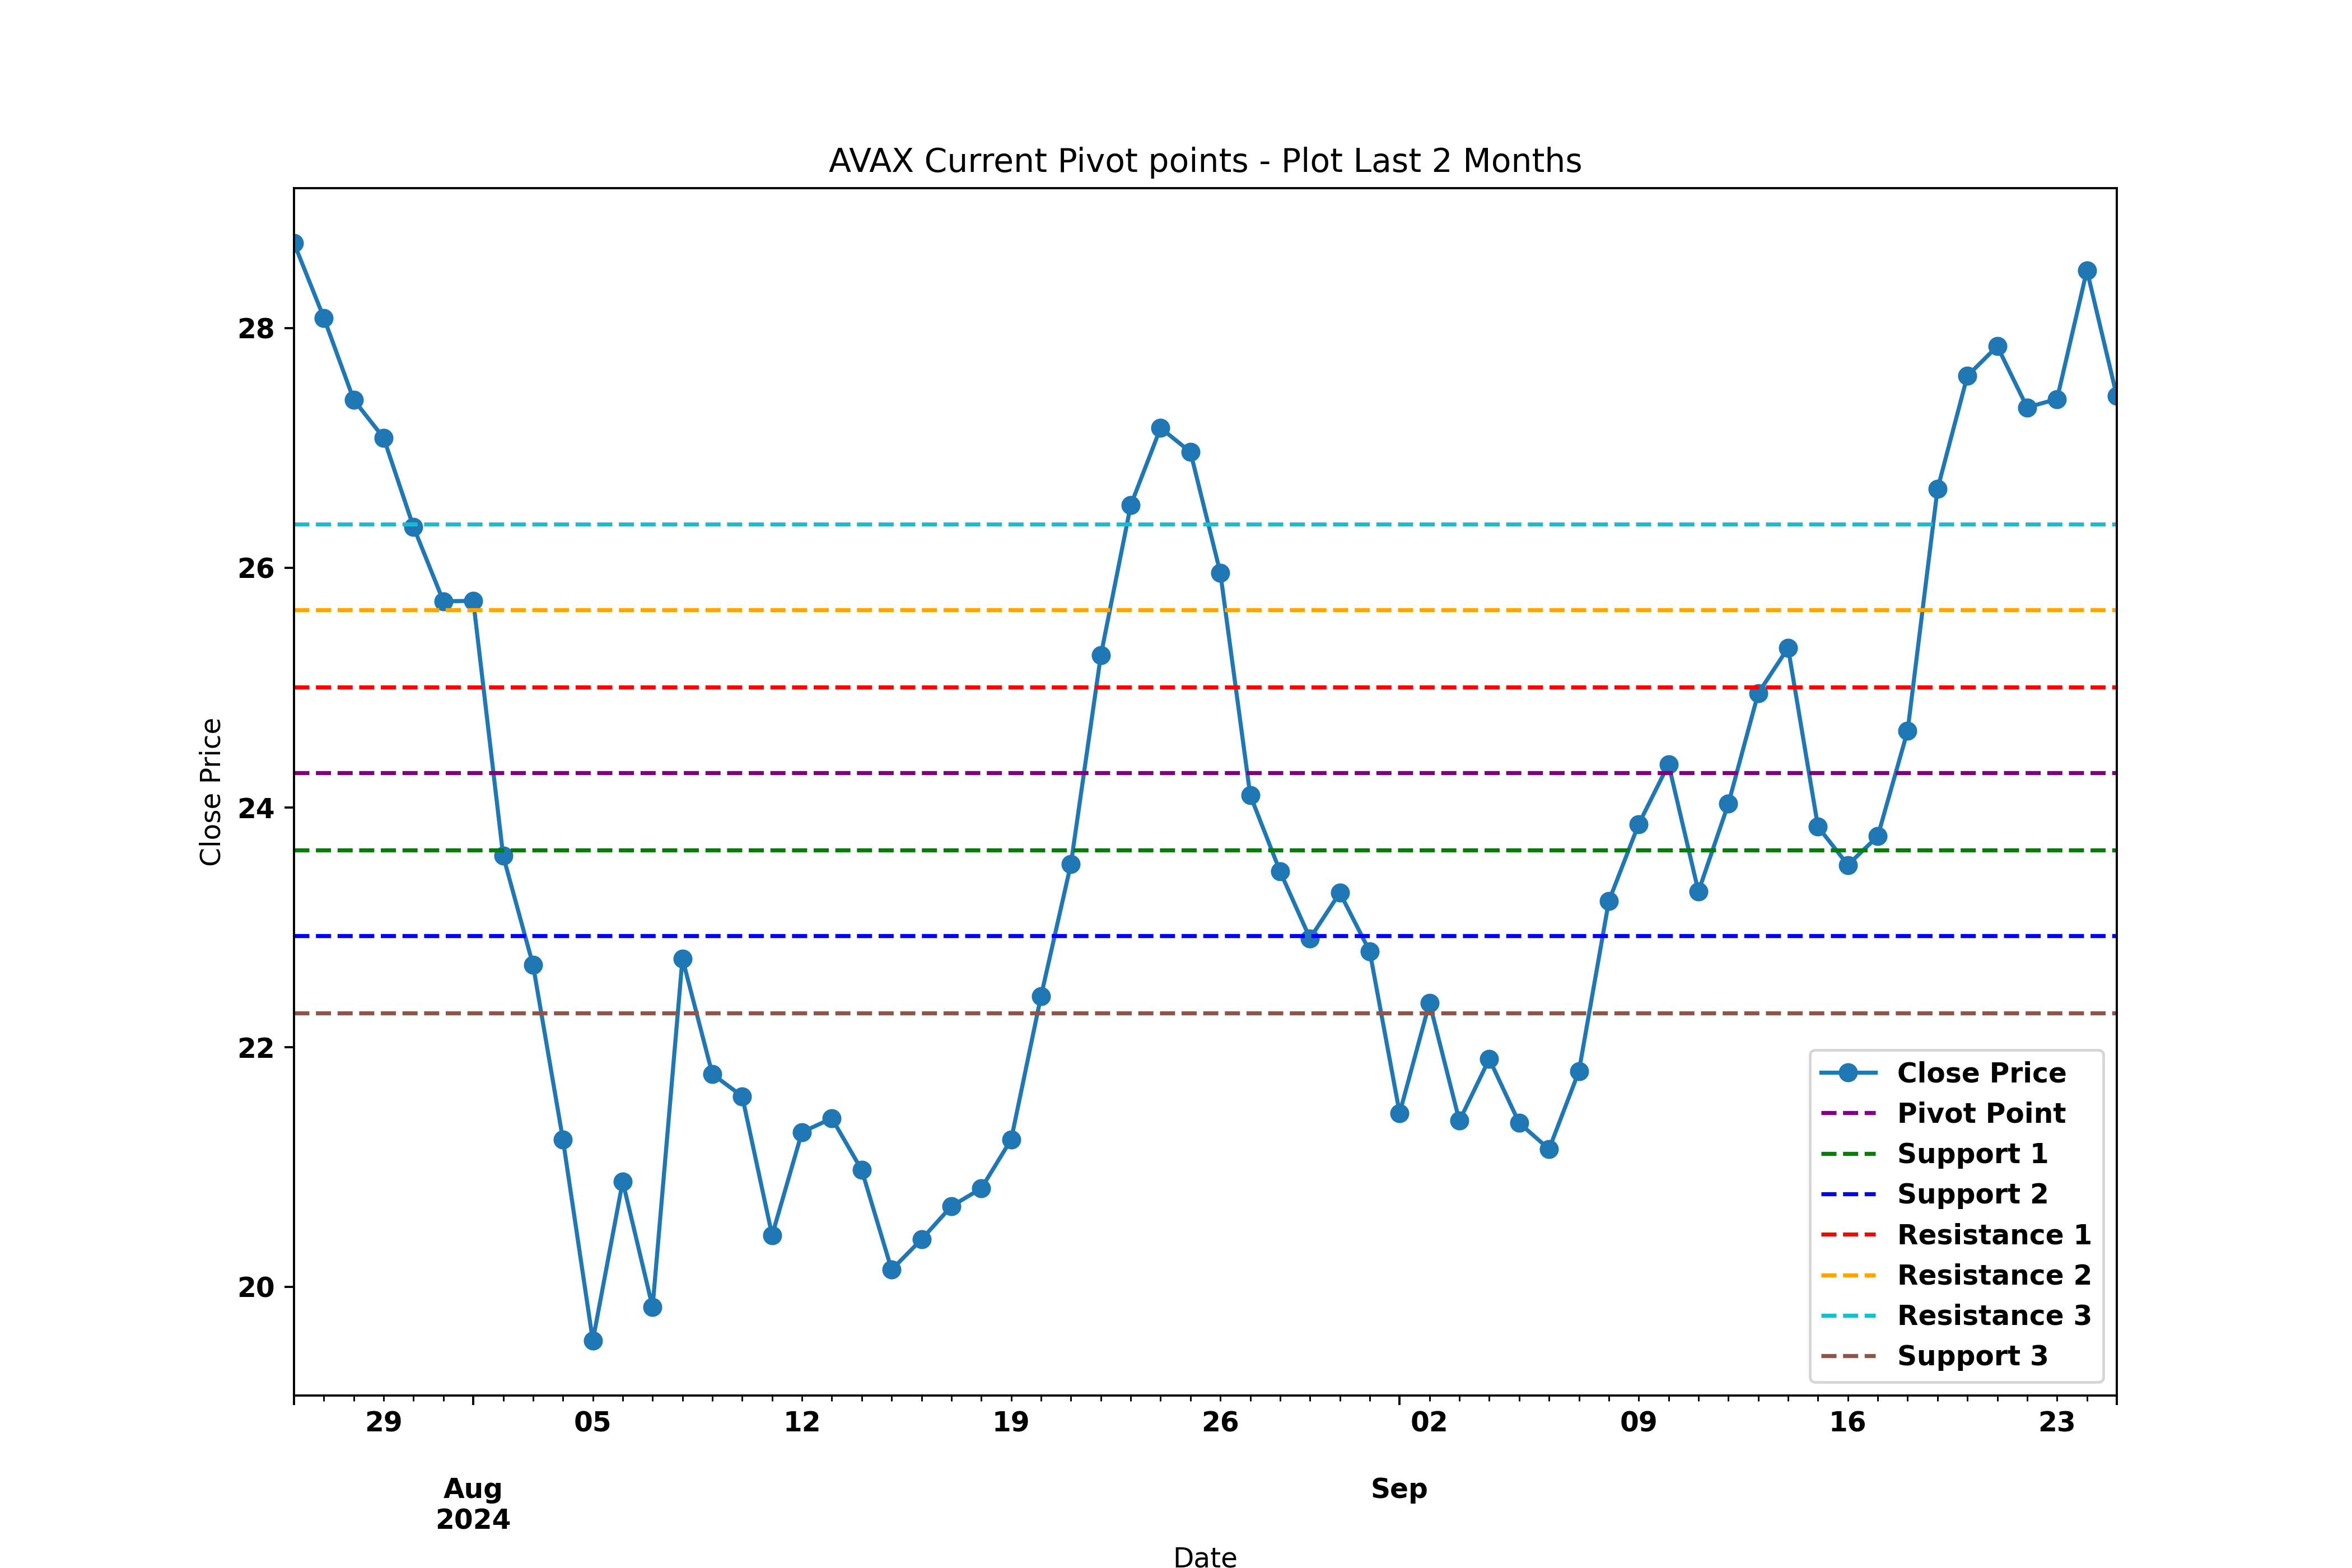 AVAX Current Pivot points - Plot Last 2 Months
Close Price
28
26
24
22
20
Close Price
Pivot Point
Support 1
Support 2
Resistance 1
Resistance 2
Resistance 3
Support 3
29 05 12 19 26 02 09 16 23
Aug Sep
2024
Date